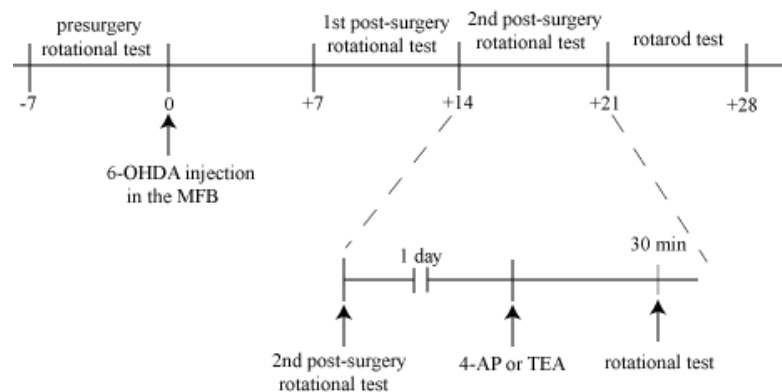 presurgery
rotational test
1st post-surgery
rotational test
2nd post-surgery
rotational test
rotarod test
-7
0
+7
+14
+21
+28
6-OHDA injection
in the MFB
1 day
30 min
2nd post-surgery
rotational test
4-AP or TEA
rotational test